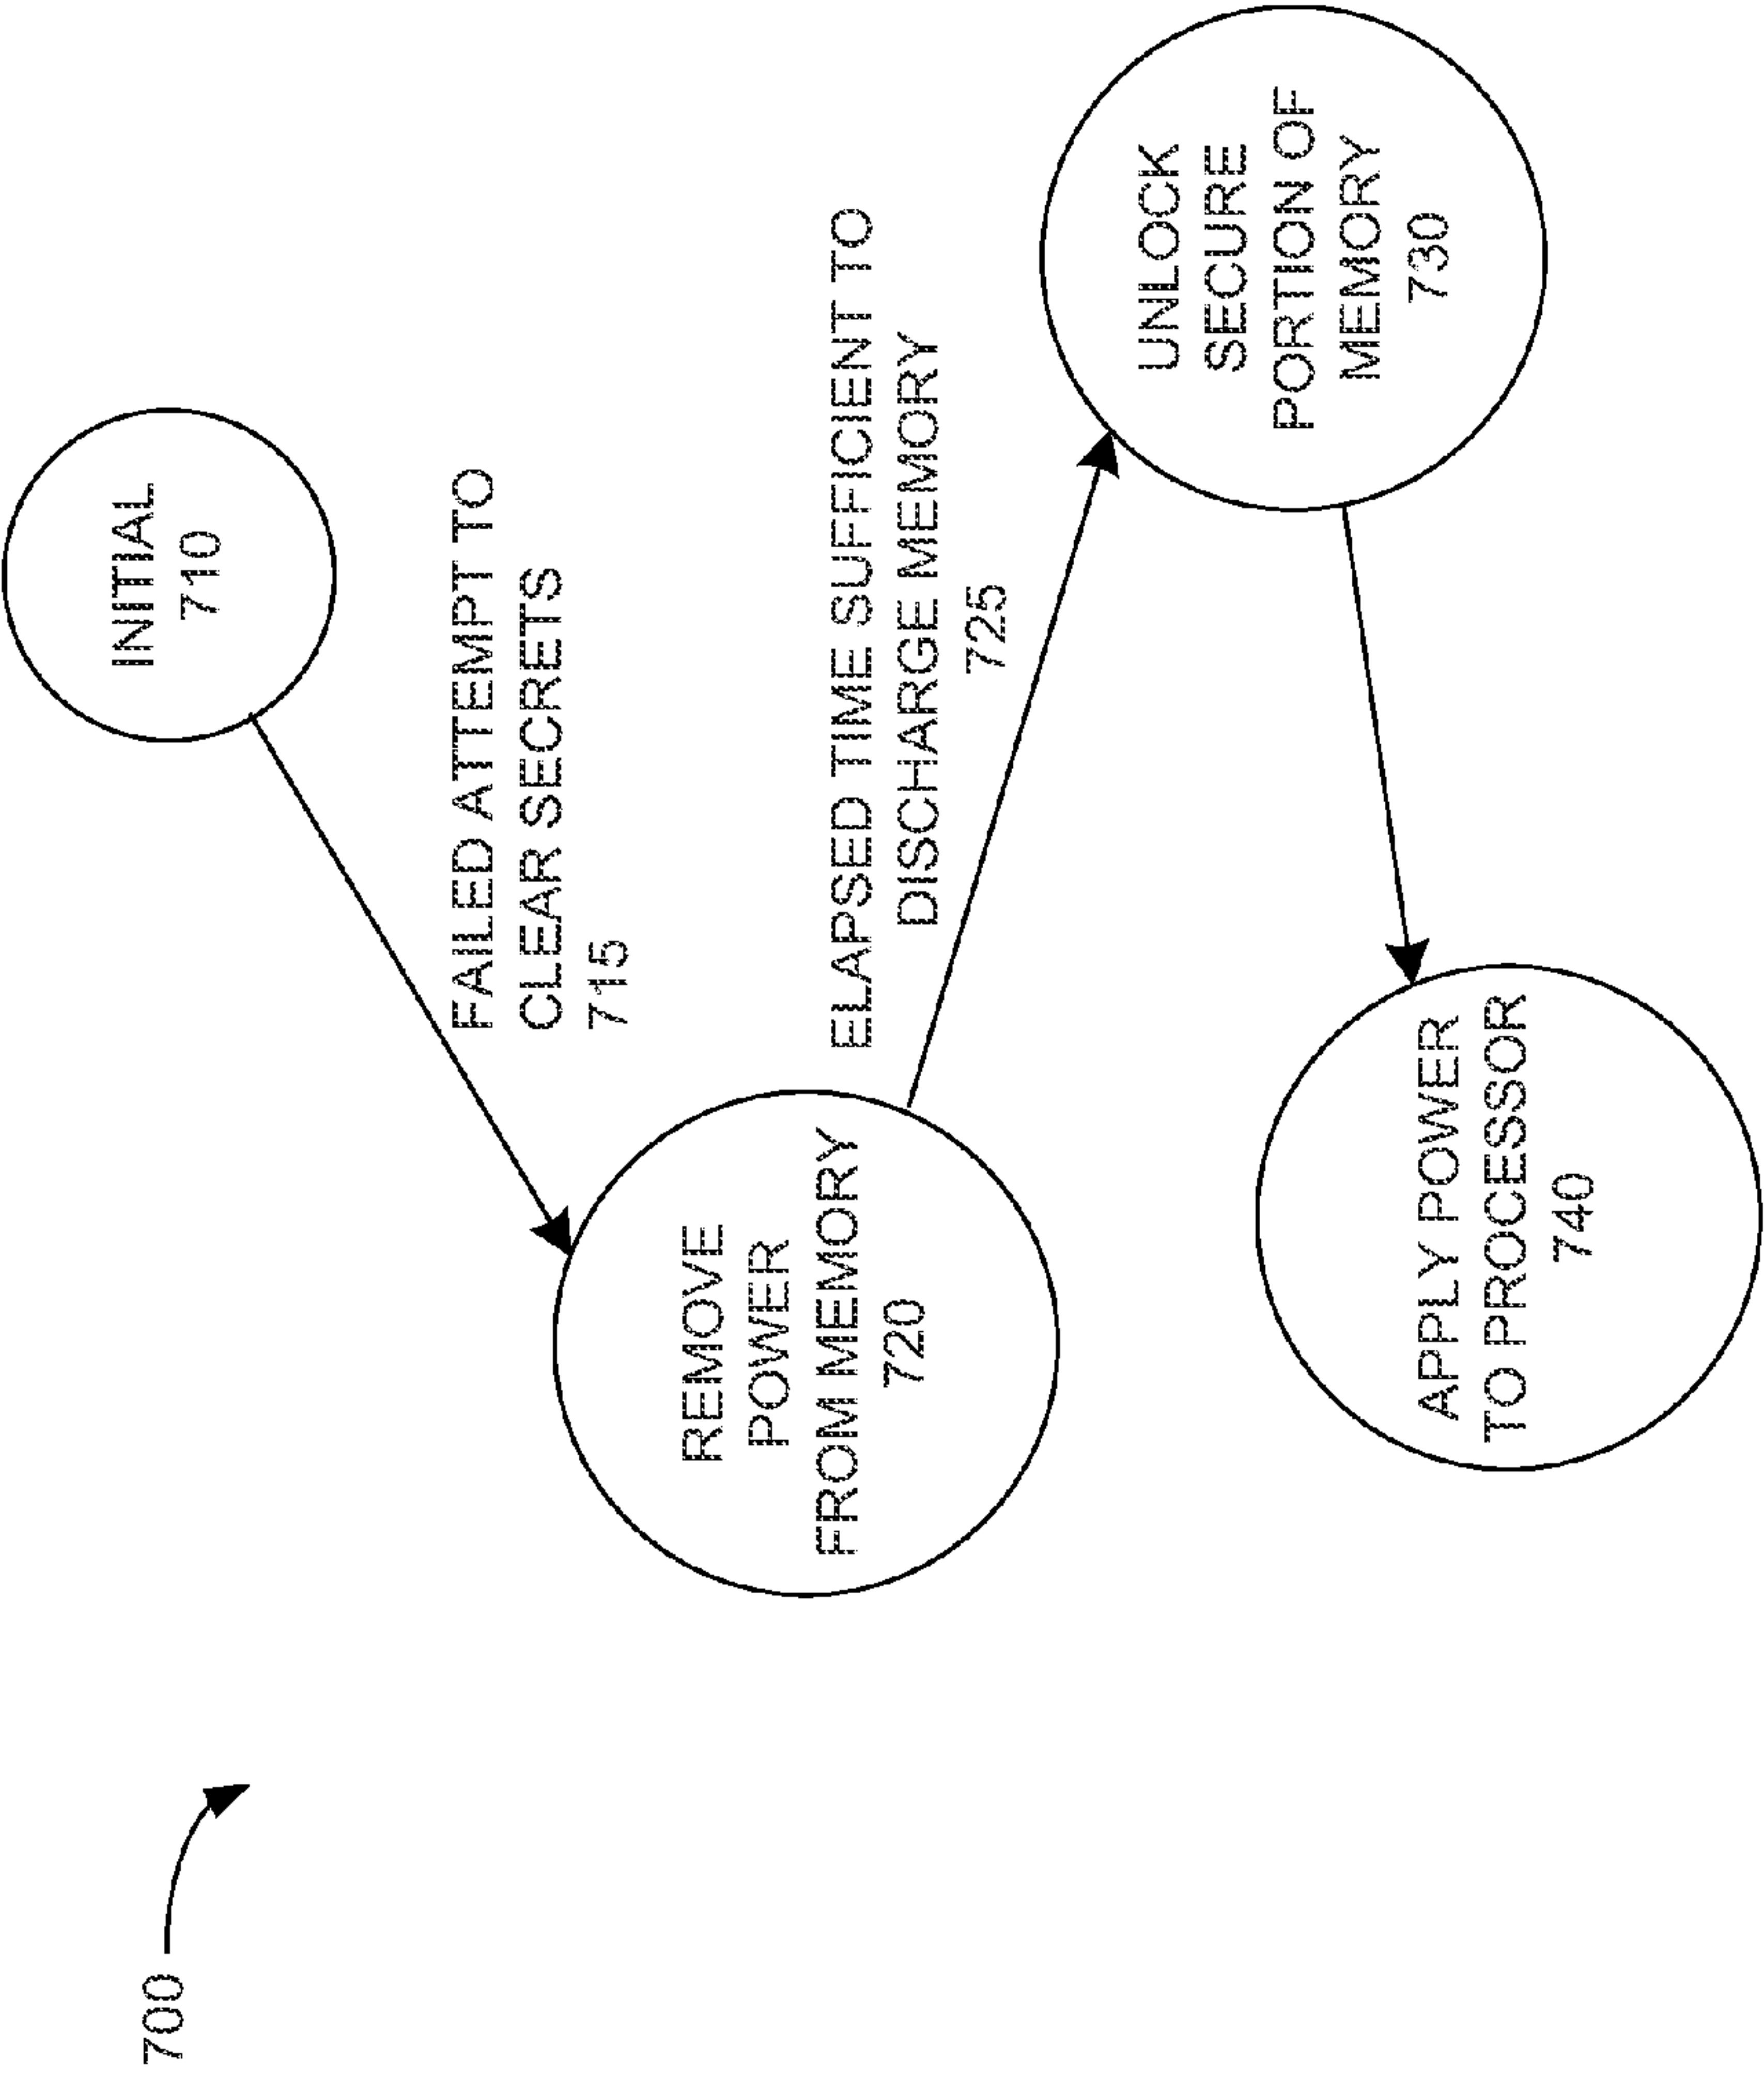 700
INITIAL
710
FAILED ATTEMPT TO
CLEAR SECRETS
715
REMOVE
POWER
FROM MEMORY
720
ELAPSED TIME SUFFICIENT TO
DISCHARGE MEMORY
725
UNLOCK
SECURE
PORTION OF
MEMORY
730
APPLY POWER
TO PROCESSOR
740